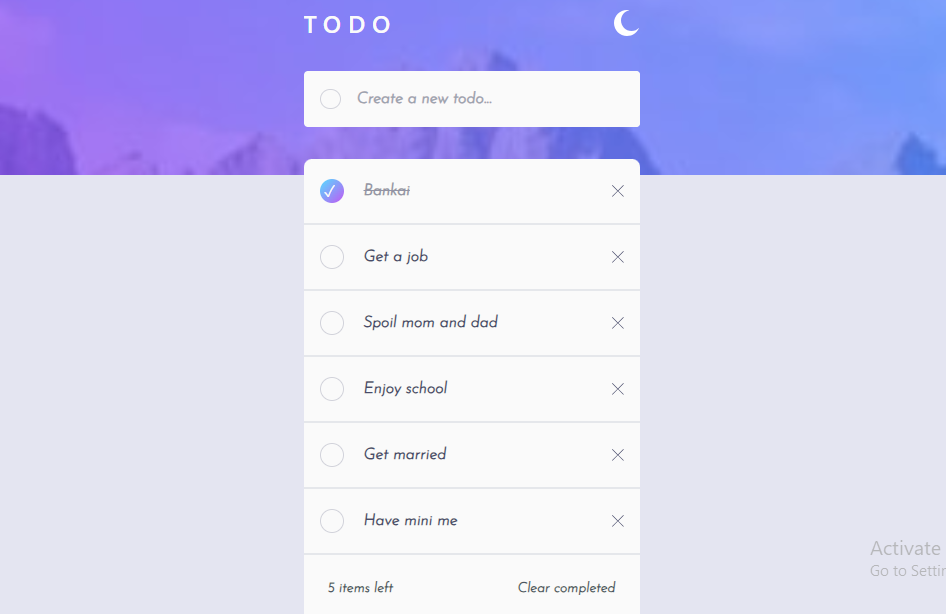 TODO
Create a new todo...
Bankai
Get a job
Spoil mom and dad
Enjoy school
Get married
Have mini me
5 items left
Clear completed
Activate
Go to Settin